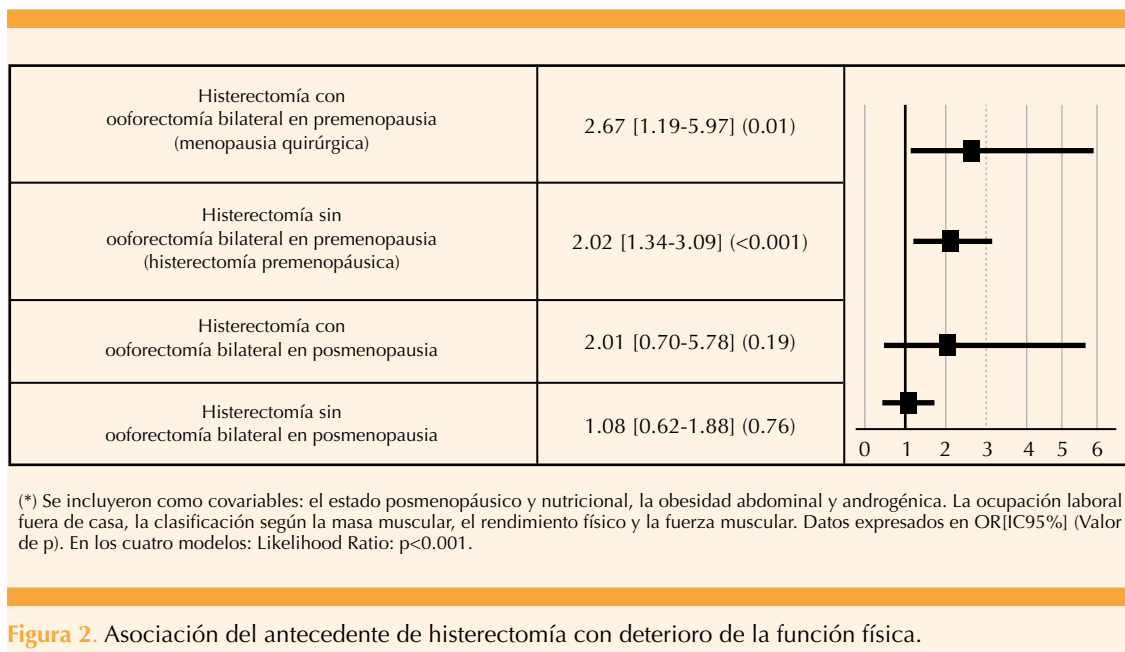 Histerectomía con
ooforectomía bilateral en premenopausia
(menopausia quirúrgica)
2.67 [1.19-5.97] (0.01)
Histerectomía sin
ooforectomía bilateral en premenopausia
(histerectomía premenopáusica)
2.02 [1.34-3.09] (<0.001)
Histerectomía con
ooforectomía bilateral en posmenopausia
2.01 [0.70-5.78] (0.19)
Histerectomía sin
ooforectomía bilateral en posmenopausia
1.08 [0.62-1.88] (0.76)
0 1 2 3 4 5 6
(*) Se incluyeron como covariables: el estado posmenopáusico y nutricional, la obesidad abdominal y androgénica. La ocupación laboral
fuera de casa, la clasificación según la masa muscular, el rendimiento físico y la fuerza muscular. Datos expresados en OR[IC95%] (Valor
de p). En los cuatro modelos: Likelihood Ratio: p<0.001.
Figura 2. Asociación del antecedente de histerectomía con deterioro de la función física.